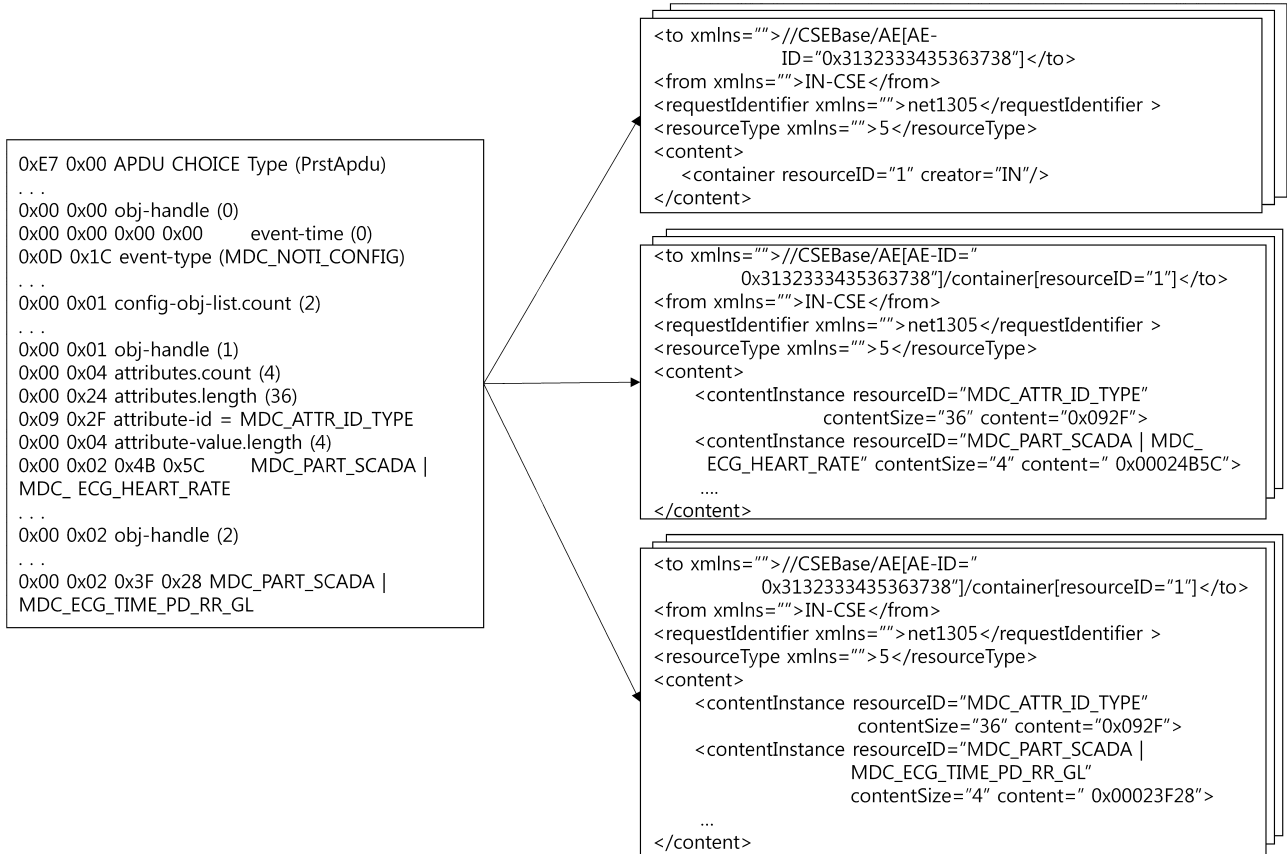 0xE7 0x00 APDU CHOICE Type (PrstApdu)
. . .
0x00 0x00 obj-handle (0)
0x00 0x00 0x00 0x00 event-time (0)
0x0D 0x1C event-type (MDC_NOTI_CONFIG)
. . .
0x00 0x01 config-obj-list.count (2)
. . .
0x00 0x01 obj-handle (1)
0x00 0x04 attributes.count (4)
0x00 0x24 attributes.length (36)
0x09 0x2F attribute-id = MDC_ATTR_ID_TYPE
0x00 0x04 attribute-value.length (4)
0x00 0x02 0x4B 0x5C MDC_PART_SCADA |
MDC_ ECG_HEART_RATE
. . .
0x00 0x02 obj-handle (2)
. . .
0x00 0x02 0x3F 0x28 MDC_PART_SCADA |
MDC_ECG_TIME_PD_RR_GL
<to xmlns="">//CSEBase/AE[AE-
ID="0x3132333435363738"]</to>
<from xmlns="">IN-CSE</from>
<requestIdentifier xmlns="">net1305</requestIdentifier >
<resourceType xmlns="">5</resourceType>
<content>
<container resourceID="1" creator="IN"/>
</content>
<to xmlns="">//CSEBase/AE[AE-ID="
0x3132333435363738"]/container[resourceID="1"]</to>
<from xmlns="">IN-CSE</from>
<requestIdentifier xmlns="">net1305</requestIdentifier >
<resourceType xmlns="">5</resourceType>
<content>
<contentInstance resourceID="MDC_ATTR_ID_TYPE"
contentSize="36" content="0x092F">
<contentInstance resourceID="MDC_PART_SCADA | MDC_
ECG_HEART_RATE" contentSize="4" content=" 0x00024B5C">
....
</content>
<to xmlns="">//CSEBase/AE[AE-ID="
0x3132333435363738"]/container[resourceID="1"]</to>
<from xmlns="">IN-CSE</from>
<requestIdentifier xmlns="">net1305</requestIdentifier >
<resourceType xmlns="">5</resourceType>
<content>
<contentInstance resourceID="MDC_ATTR_ID_TYPE"
contentSize="36" content="0x092F">
<contentInstance resourceID="MDC_PART_SCADA |
MDC_ECG_TIME_PD_RR_GL"
contentSize="4" content=" 0x00023F28">
...
</content>